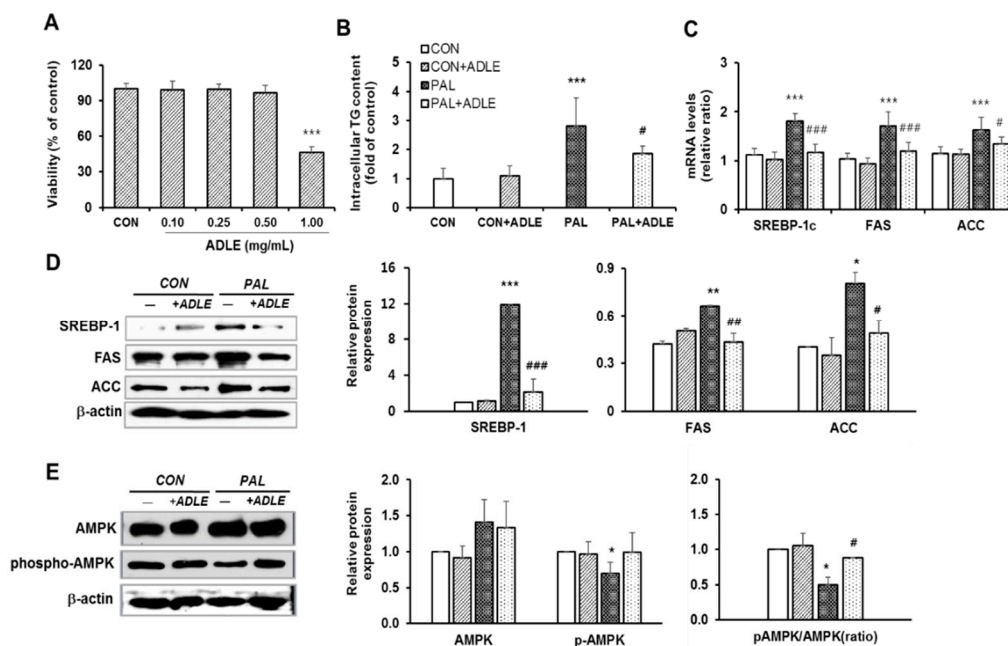 A
Viability (% of control)
120
90
60
30
0
***
CON
0.10
0.25
0.50
1.00
ADLE (mg/mL)
B
Intracellular TG content
(fold of control)
5
4
3
2
1
0
CON
CON+ADLE
PAL
PAL+ADLE
***
#
CON
CON+ADLE
PAL
PAL+ADLE
C
mRNA levels
(relative ratio)
3
2
1
0
***
###
***
###
***
#
SREBP-1c
FAS
ACC
D
CON
PAL
—
+ADLE
—
+ADLE
SREBP-1
FAS
ACC
β-actin
Relative protein
expression
16
12
8
4
0
***
###
SREBP-1
0.9
0.6
0.3
0
**
##
*
#
FAS
ACC
E
CON
PAL
—
+ADLE
—
+ADLE
AMPK
phospho-AMPK
β-actin
Relative protein
expression
2.0
1.5
1.0
0.5
0
*
AMPK
p-AMPK
2.0
1.5
1.0
0.5
0
*
#
pAMPK/AMPK(ratio)